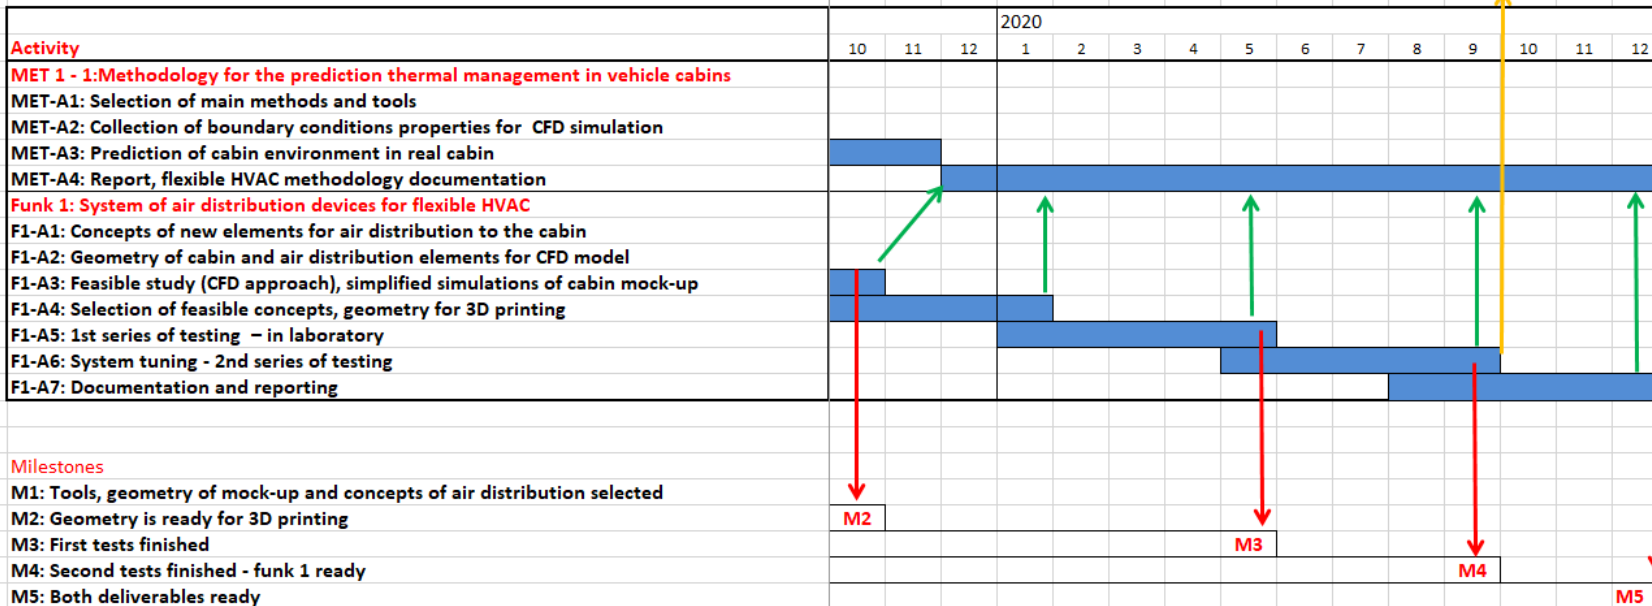 2020
Activity 10 11 12 1 2 3 4 5 6 7 8 9 10 11 12
MET 1 - 1:Methodology for the prediction thermal management in vehicle cabins
MET-A1: Selection of main methods and tools
MET-A2: Collection of boundary conditions properties for CFD simulation
MET-A3: Prediction of cabin environment in real cabin
MET-A4: Report, flexible HVAC methodology documentation
Funk 1: System of air distribution devices for flexible HVAC
F1-A1: Concepts of new elements for air distribution to the cabin
F1-A2: Geometry of cabin and air distribution elements for CFD model
F1-A3: Feasible study (CFD approach), simplified simulations of cabin mock-up
F1-A4: Selection of feasible concepts, geometry for 3D printing
F1-A5: 1st series of testing – in laboratory
F1-A6: System tuning - 2nd series of testing
F1-A7: Documentation and reporting
Milestones
M1: Tools, geometry of mock-up and concepts of air distribution selected
M2: Geometry is ready for 3D printing M2
M3: First tests finished M3
M4: Second tests finished - funk 1 ready M4
M5: Both deliverables ready M5